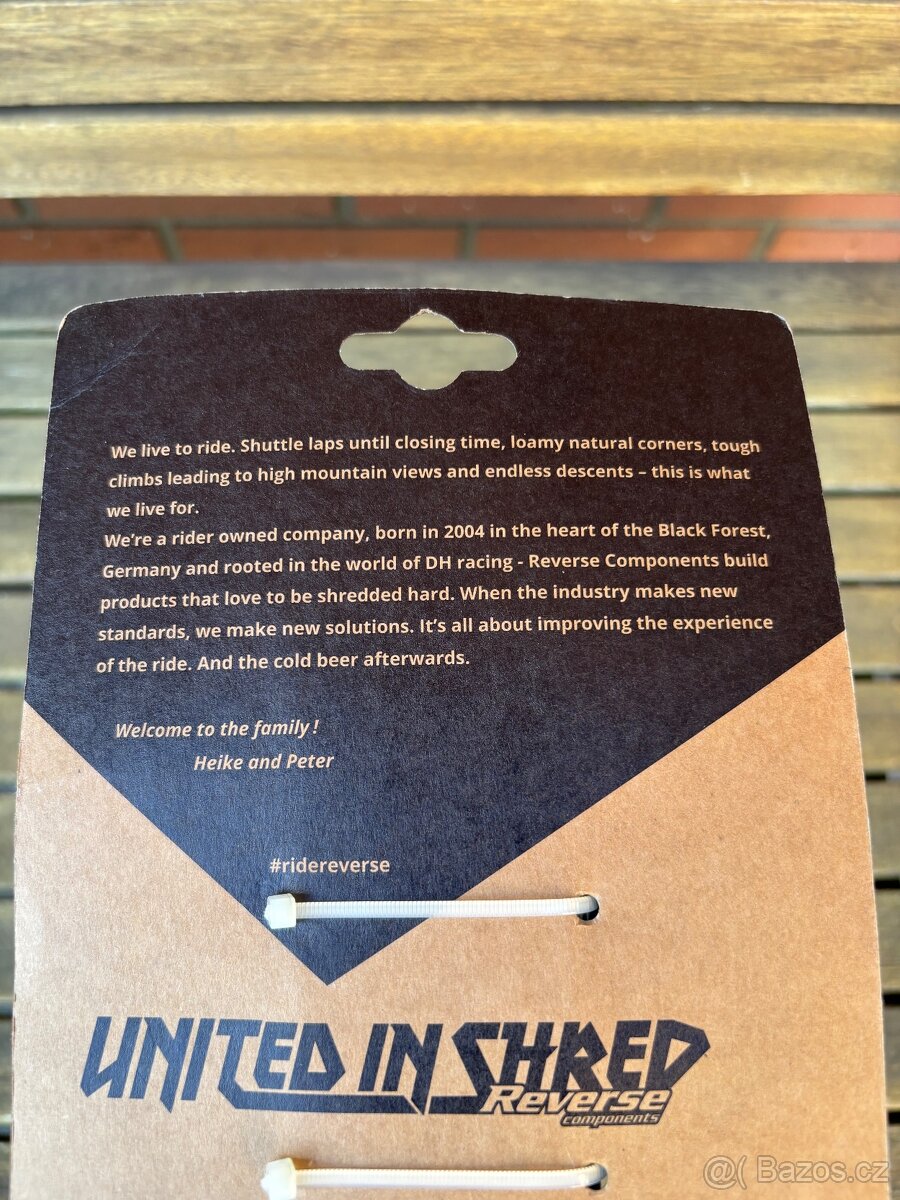 We live to ride. Shuttle laps until closing time, loamy natural corners, tough
climbs leading to high mountain views and endless descents – this is what
we live for.
We’re a rider owned company, born in 2004 in the heart of the Black Forest,
Germany and rooted in the world of DH racing - Reverse Components build
products that love to be shredded hard. When the industry makes new
standards, we make new solutions. It’s all about improving the experience
of the ride. And the cold beer afterwards.
Welcome to the family !
Heike and Peter
#ridereverse
UNITED IN SHRED
Reverse
components
@( Bazos.cz